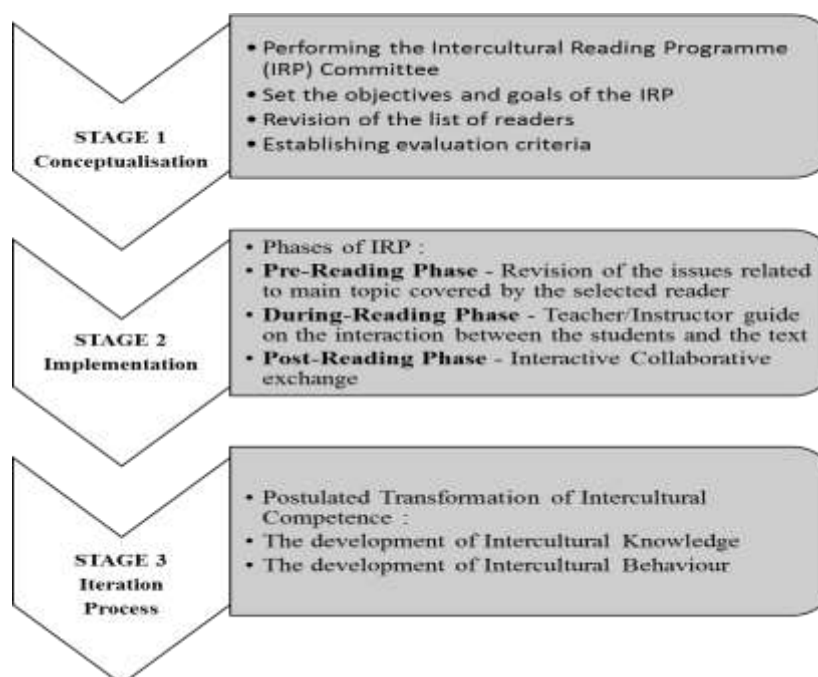 STAGE 1
Conceptualisation
• Performing the Intercultural Reading Programme
(IRP) Committee
• Set the objectives and goals of the IRP
• Revision of the list of readers
• Establishing evaluation criteria
STAGE 2
Implementation
• Phases of IRP :
• Pre-Reading Phase - Revision of the issues related
to main topic covered by the selected reader
• During-Reading Phase - Teacher/Instructor guide
on the interaction between the students and the text
• Post-Reading Phase - Interactive Collaborative
exchange
STAGE 3
Iteration
Process
• Postulated Transformation of Intercultural
Competence :
• The development of Intercultural Knowledge
• The development of Intercultural Behaviour